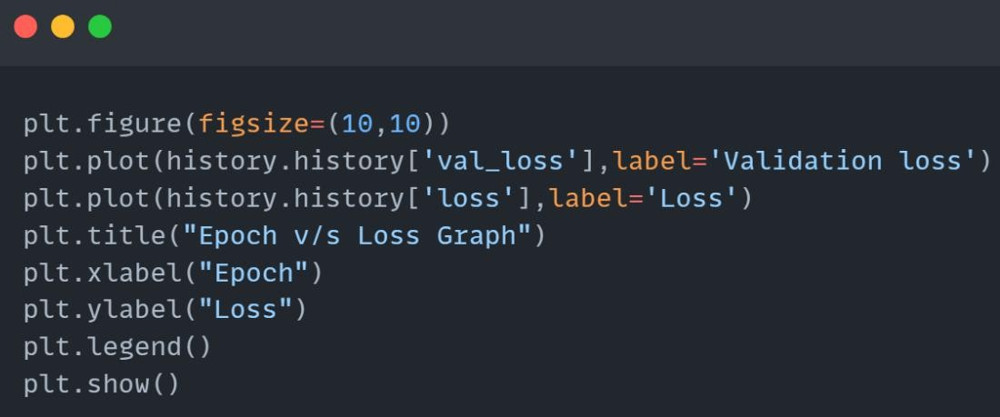 plt.figure(figsize=(10,10))
plt.plot(history.history['val_loss'],label='Validation loss')
plt.plot(history.history['loss'],label='Loss')
plt.title("Epoch v/s Loss Graph")
plt.xlabel("Epoch")
plt.ylabel("Loss")
plt.legend()
plt.show()